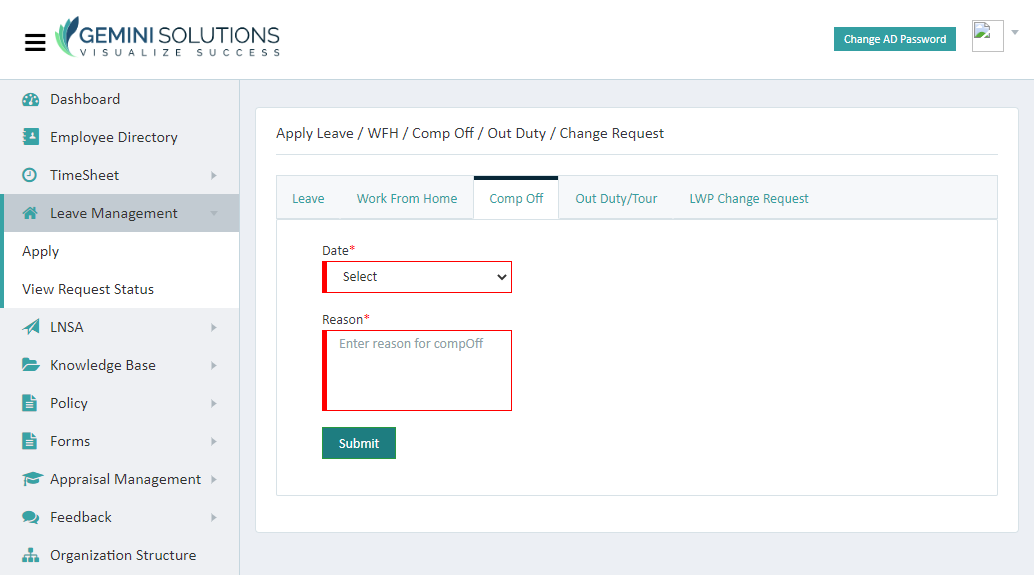 GEMINI SOLUTIONS
VISUALIZE SUCCESS
Change AD Password
Dashboard
Employee Directory
TimeSheet
Leave Management
Apply
View Request Status
LNSA
Knowledge Base
Policy
Forms
Appraisal Management
Feedback
Organization Structure
Apply Leave / WFH / Comp Off / Out Duty / Change Request
Leave Work From Home Comp Off Out Duty/Tour LWP Change Request
Date*
Select
Reason*
Enter reason for compOff
Submit